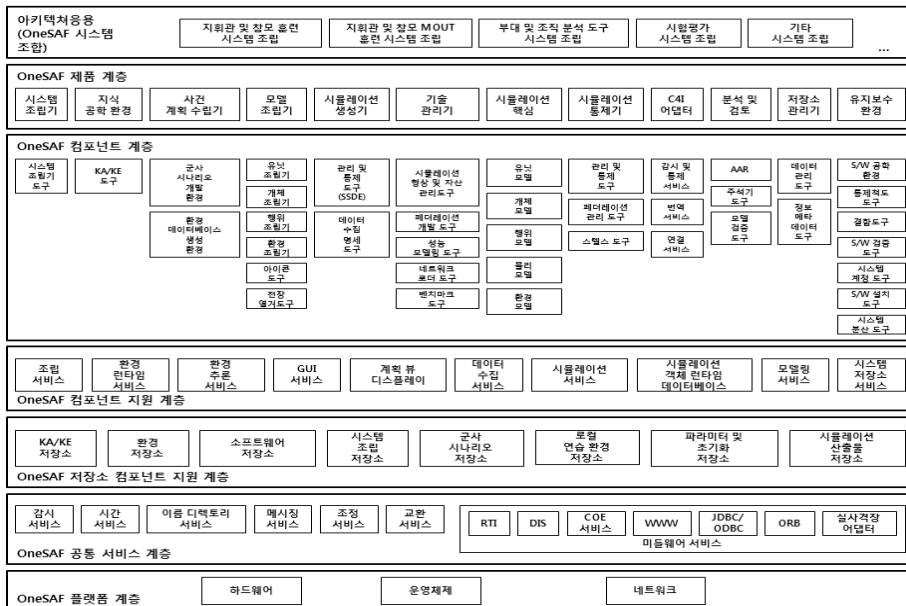 아키텍처응용
(OneSAF 시스템
조합)
지휘관 및 참모 훈련
시스템 조립
지휘관 및 참모 MOUT
훈련 시스템 조립
부대 및 조직 분석 도구
시스템 조립
시험평가
시스템 조립
기타
시스템 조립
...
OneSAF 제품 계층
시스템
조립기
지식
공학 환경
사건
계획 수립기
모델
조립기
시뮬레이션
생성기
기술
관리기
시뮬레이션
핵심
시뮬레이션
통제기
C4I
어댑터
분석 및
검토
저장소
관리기
유지보수
환경
OneSAF 컴포넌트 계층
시스템
조립기
도구
KA/KE
도구
군사
시나리오
개발
환경
환경
데이터베이스
생성
환경
유닛
조립기
개체
조립기
행위
조립기
환경
조립기
아이콘
도구
전장
열거도구
관리 및
통제
도구
(SSDE)
데이터
수집
명세 도구
시뮬레이션
형상 및 자산
관리도구
페더레이션
개발 도구
성능
모델링 도구
네트워크
로더 도구
벤치마크
도구
유닛
모델
개체
모델
행위
모델
물리
모델
환경
모델
관리 및
통제
도구
페더레이션
관리 도구
스텔스 도구
감시 및
통제
서비스
번역
서비스
연결
서비스
AAR
주석기
도구
모델
검증
도구
데이터
관리
도구
정보
메타
데이터
도구
S/W 공학
환경
통제적도
도구
결함도구
S/W 검증
도구
시스템
계정 도구
S/W 설치
도구
시스템
분산 도구
조립
서비스
환경
런타임
서비스
환경
추론
서비스
GUI
서비스
계획 뷰
디스플레이
데이터
수집
서비스
시뮬레이션
서비스
시뮬레이션
객체 런타임
데이터베이스
모델링
서비스
시스템
저장소
서비스
OneSAF 컴포넌트 지원 계층
KA/KE
저장소
환경
저장소
소프트웨어
저장소
시스템
조립
저장소
군사
시나리오
저장소
로컬
연습 환경
저장소
파라미터 및
초기화
저장소
시뮬레이션
산출물
저장소
OneSAF 저장소 컴포넌트 지원 계층
감시
서비스
시간
서비스
이름 디렉토리
서비스
메시징
서비스
조정
서비스
교환
서비스
RTI
DIS
COE
서비스
WWW
JDBC/
ODBC
ORB
실사격장
어댑터
미들웨어 서비스
OneSAF 공통 서비스 계층
하드웨어
운영체제
네트워크
OneSAF 플랫폼 계층